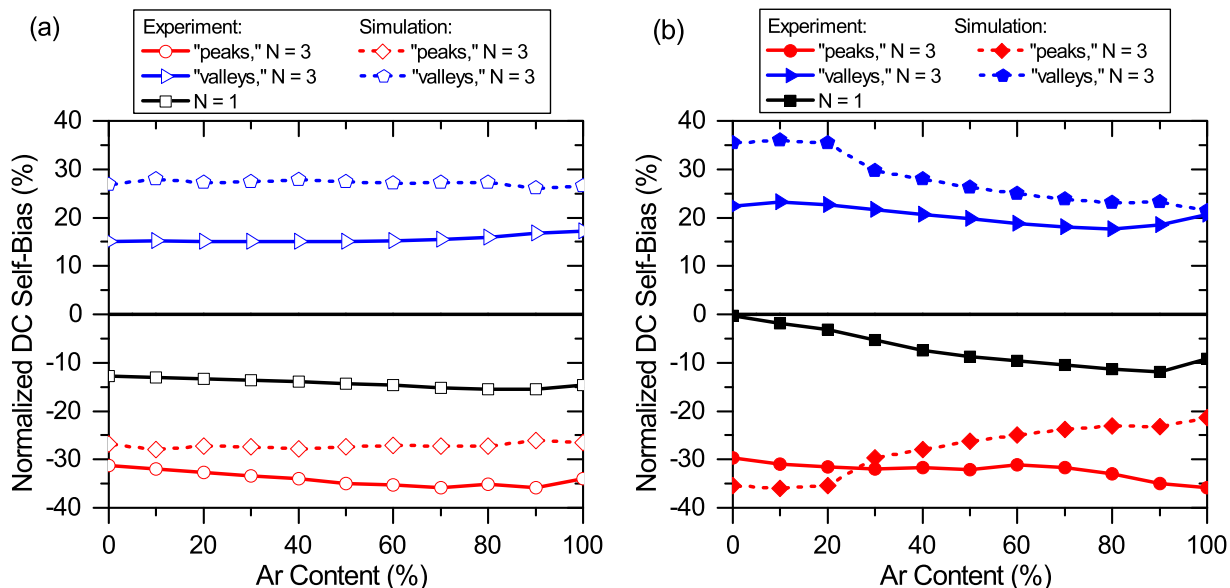 (a)
Experiment: Simulation:
"peaks," N = 3 "peaks," N = 3
"valleys," N = 3 "valleys," N = 3
N = 1
Normalized DC Self-Bias (%)
40
30
20
10
0
-10
-20
-30
-40
0 20 40 60 80 100
Ar Content (%)
(b)
Experiment: Simulation:
"peaks," N = 3 "peaks," N = 3
"valleys," N = 3 "valleys," N = 3
N = 1
Normalized DC Self-Bias (%)
40
30
20
10
0
-10
-20
-30
-40
0 20 40 60 80 100
Ar Content (%)